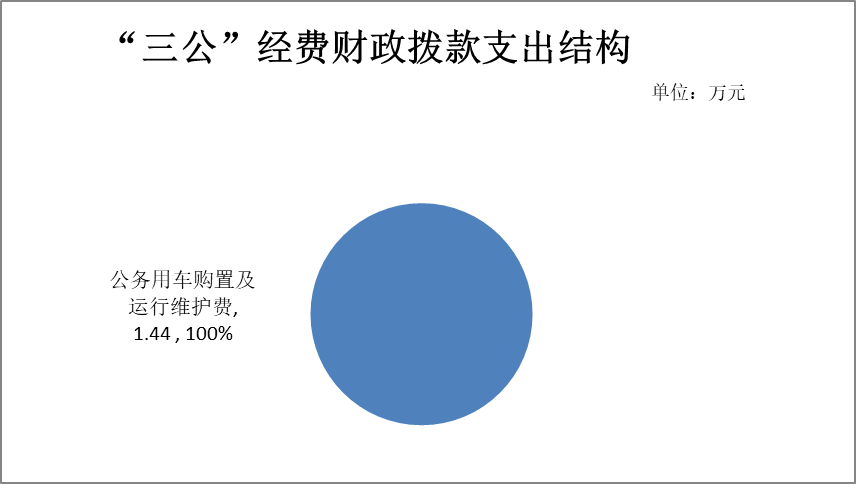 “三公”经费财政拨款支出结构
单位：万元
公务用车购置及
运行维护费,
1.44 , 100%